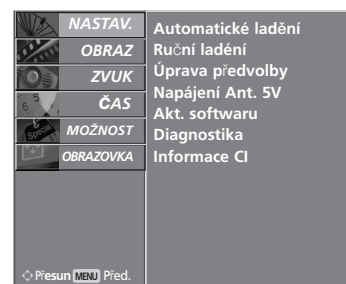 NASTAV.
OBRAZ
ZVUK
ČAS
MOŽNOST
OBRAZOVKA
Automatické ladění
Ruční ladéní
Úprava předvolby
Napájení Ant. 5V
Akt. softwaru
Diagnostika
Informace CI
Přesun MENU Před.